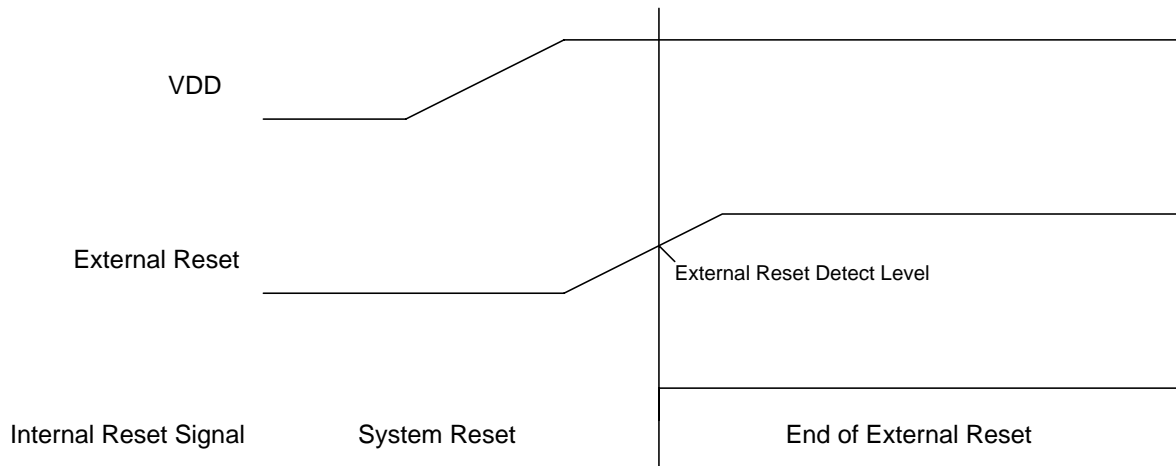 VDD
External Reset
External Reset Detect Level
Internal Reset Signal
System Reset
End of External Reset